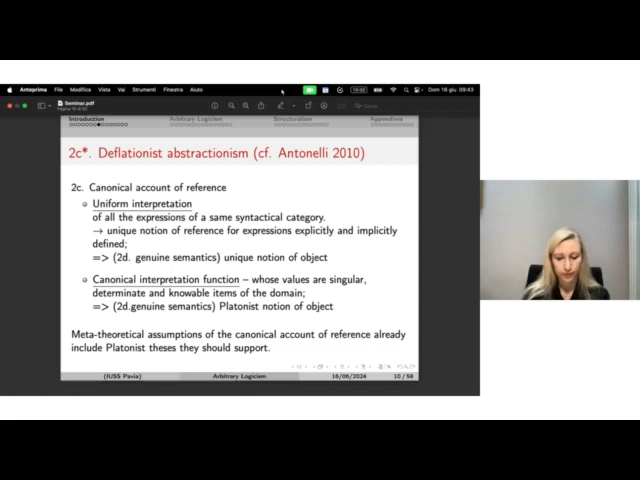 Anteprima File Modifica Vista Vai Strumenti Finestra Aiuto Dom 16 giu 09:43
Seminar.pdf
Introduction Arbitrary Logicism Structuralism Appendices
2c*. Deflationist abstractionism (cf. Antonelli 2010)
2c. Canonical account of reference
Uniform interpretation
of all the expressions of a same syntactical category.
→ unique notion of reference for expressions explicitly and implicitly
defined;
=> (2d. genuine semantics) unique notion of object
Canonical interpretation function – whose values are singular,
determinate and knowable items of the domain;
=> (2d.genuine semantics) Platonist notion of object
Meta-theoretical assumptions of the canonical account of reference already
include Platonist theses they should support.
(IUSS Pavia) Arbitrary Logicism 16/06/2024 10 / 58